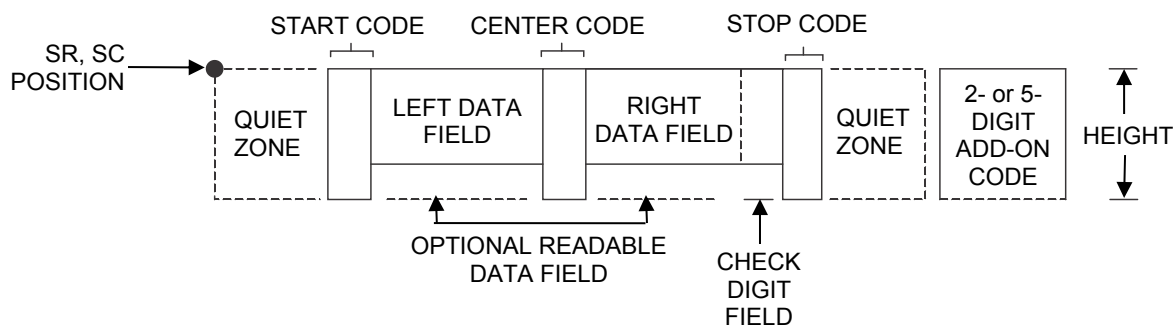 START CODE
CENTER CODE
STOP CODE
SR, SC
POSITION
QUIET
ZONE
LEFT DATA
FIELD
RIGHT
DATA FIELD
QUIET
ZONE
2- or 5-
DIGIT
ADD-ON
CODE
HEIGHT
OPTIONAL READABLE
DATA FIELD
CHECK
DIGIT
FIELD